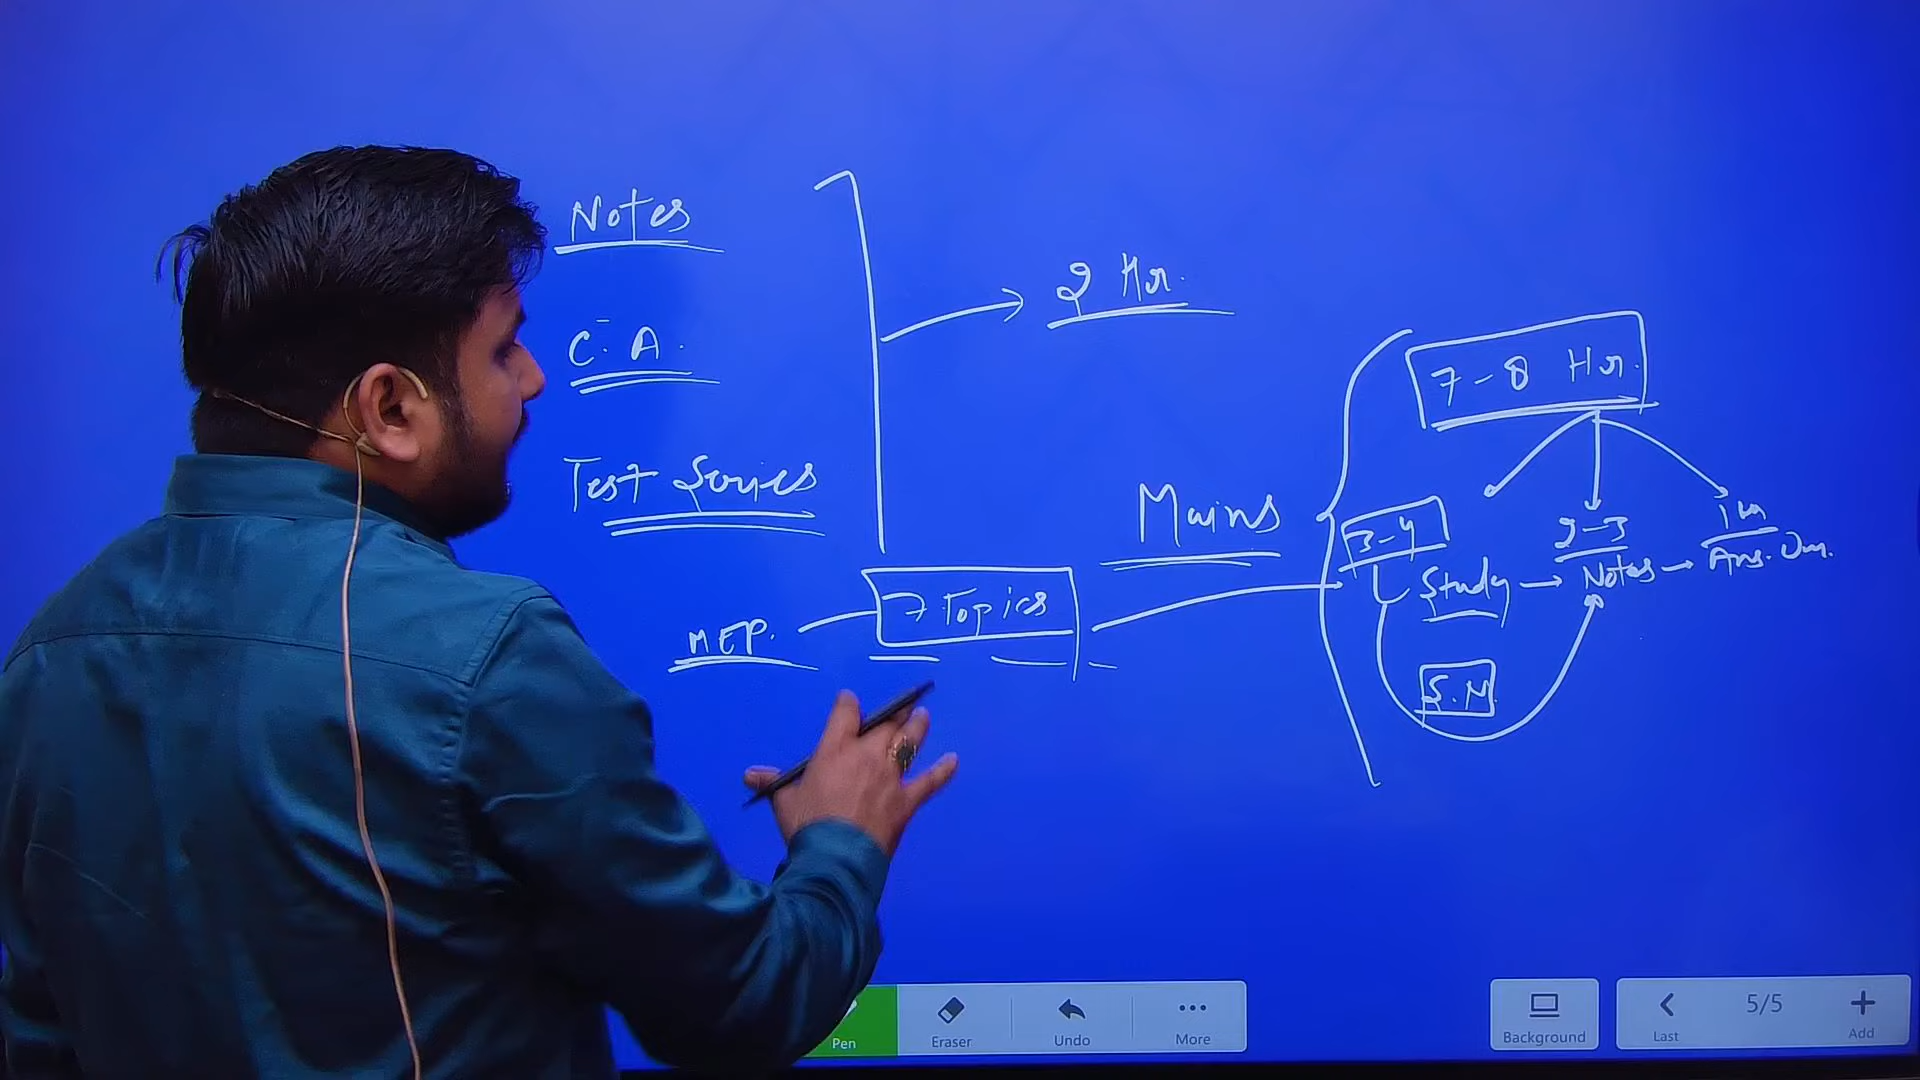 Notes
C. A.
Test Series
2 Hr.
7-8 Hr.
Mains
3-4
2-3
1 hr
Study → Notes → Ans.
MEP.
7 Topics
S.N.
Pen
Eraser
Undo
More
Background
Last
5/5
Add